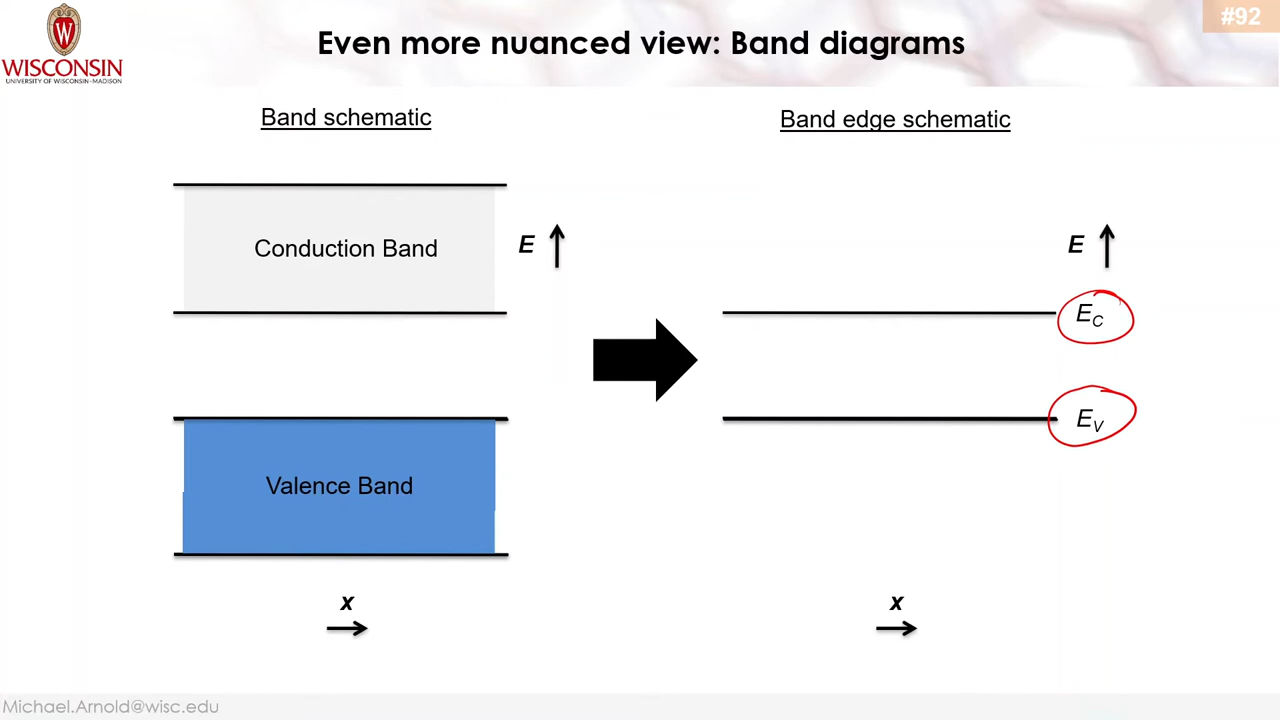 #92
W
WISCONSIN
UNIVERSITY OF WISCONSIN-MADISON
Even more nuanced view: Band diagrams
Band schematic
Band edge schematic
Conduction Band
E
E
E_C
E_V
Valence Band
x
x
Michael.Arnold@wisc.edu